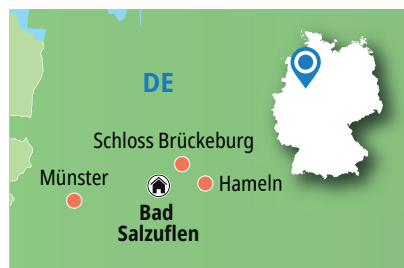 DE
Schloss Brückeburg
Münster
Hameln
Bad
Salzuflen